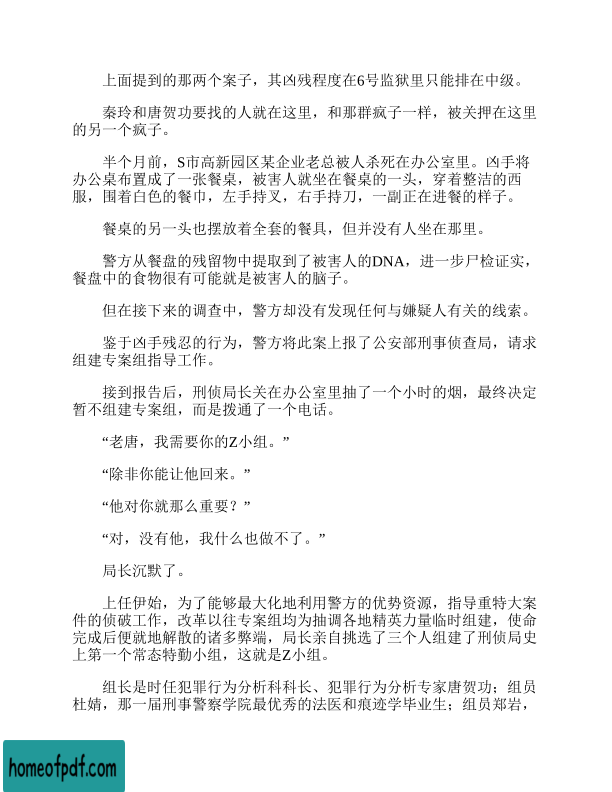 上面提到的那两个案子，其凶残程度在6号监狱里只能排在中级。
秦玲和唐贺功要找的人就在这里，和那群疯子一样，被关押在这里
的另一个疯子。
半个月前，S市高新园区某企业老总被人杀死在办公室里。凶手将
办公桌布置成了一张餐桌，被害人就坐在餐桌的一头，穿着整洁的西
服，围着白色的餐巾，左手持叉，右手持刀，一副正在进餐的样子。
餐桌的另一头也摆放着全套的餐具，但并没有人坐在那里。
警方从餐盘的残留物中提取到了被害人的DNA，进一步尸检证实，
餐盘中的食物很有可能就是被害人的脑子。
但在接下来的调查中，警方却没有发现任何与嫌疑人有关的线索。
鉴于凶手残忍的行为，警方将此案上报了公安部刑事侦查局，请求
组建专案组指导工作。
接到报告后，刑侦局长关在办公室里抽了一个小时的烟，最终决定
暂不组建专案组，而是拨通了一个电话。
“老唐，我需要你的Z小组。”
“除非你能让他回来。”
“他对你就那么重要？”
“对，没有他，我什么也做不了。”
局长沉默了。
上任伊始，为了能够最大化地利用警方的优势资源，指导重特大案
件的侦破工作，改革以往专案组均为抽调各地精英力量临时组建，使命
完成后便就地解散的诸多弊端，局长亲自挑选了三个人组建了刑侦局史
上第一个常态特勤小组，这就是Z小组。
组长是时任犯罪行为分析科科长、犯罪行为分析专家唐贺功；组员
杜婧，那一届刑事警察学院最优秀的法医和痕迹学毕业生；组员郑岩，
homeofpdf.com